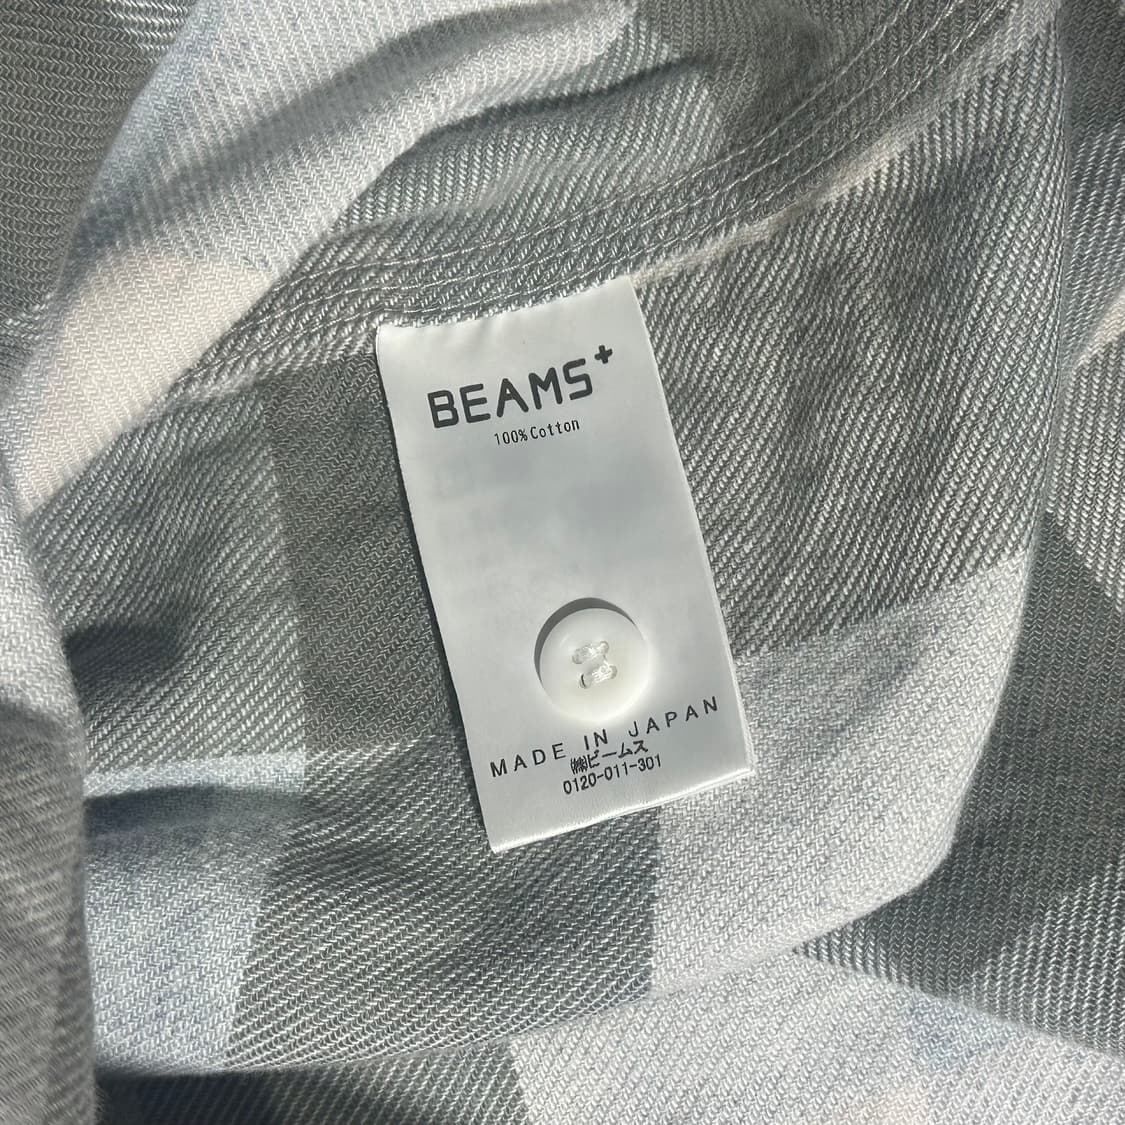 BEAMS+
100%Cotton
MADE IN JAPAN
㈱ビームス
0120-011-301